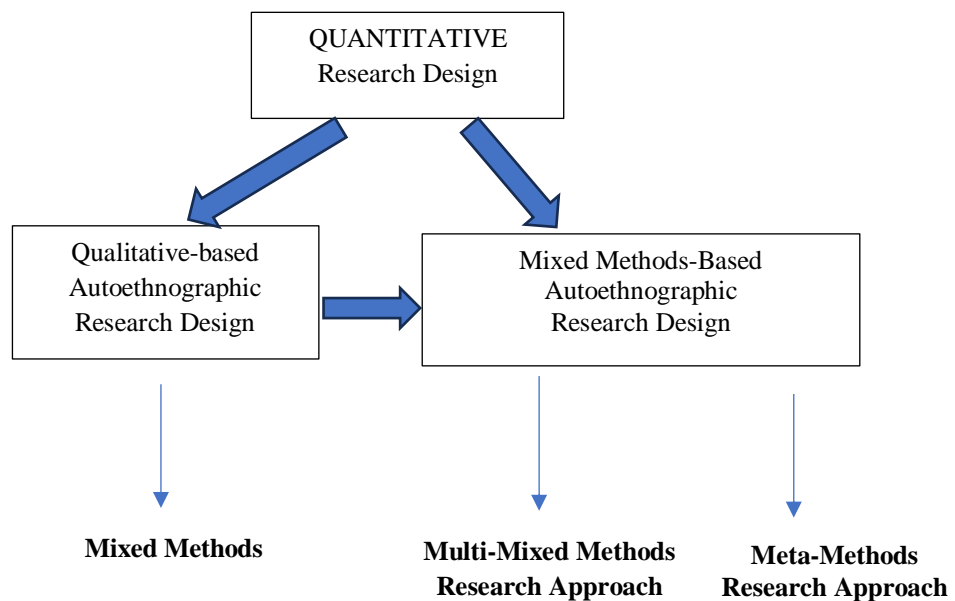 QUANTITATIVE
Research Design
Qualitative-based
Autoethnographic
Research Design
Mixed Methods-Based
Autoethnographic
Research Design
Mixed Methods
Multi-Mixed Methods
Research Approach
Meta-Methods
Research Approach